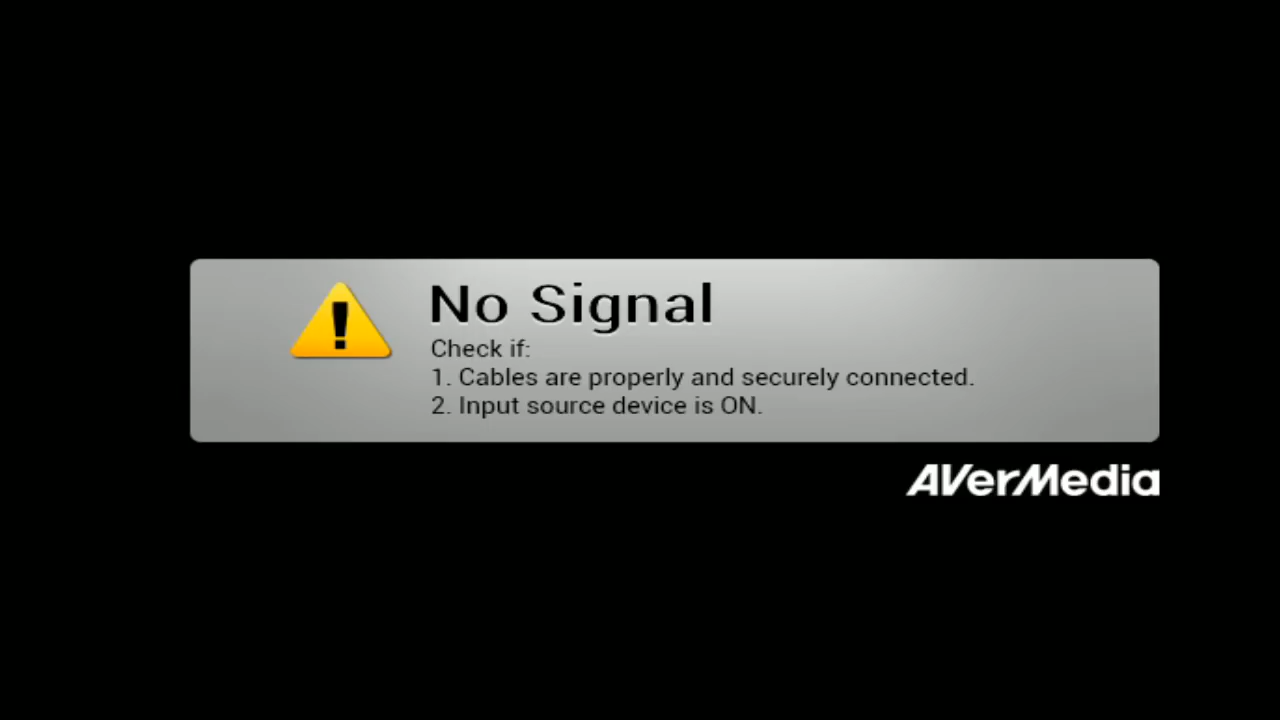 No Signal
Check if:
1. Cables are properly and securely connected.
2. Input source device is ON.
AVerMedia